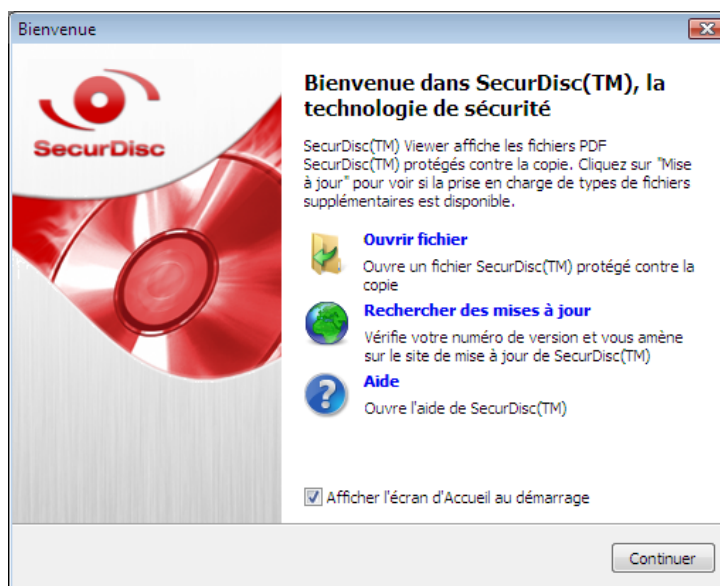 Bienvenue
SecurDisc
Bienvenue dans SecurDisc(TM), la
technologie de sécurité
SecurDisc(TM) Viewer affiche les fichiers PDF
SecurDisc(TM) protégés contre la copie. Cliquez sur "Mise
à jour" pour voir si la prise en charge de types de fichiers
supplémentaires est disponible.
Ouvrir fichier
Ouvre un fichier SecurDisc(TM) protégé contre la
copie
Rechercher des mises à jour
Vérifie votre numéro de version et vous amène
sur le site de mise à jour de SecurDisc(TM)
Aide
Ouvre l'aide de SecurDisc(TM)
Afficher l'écran d'Accueil au démarrage
Continuer